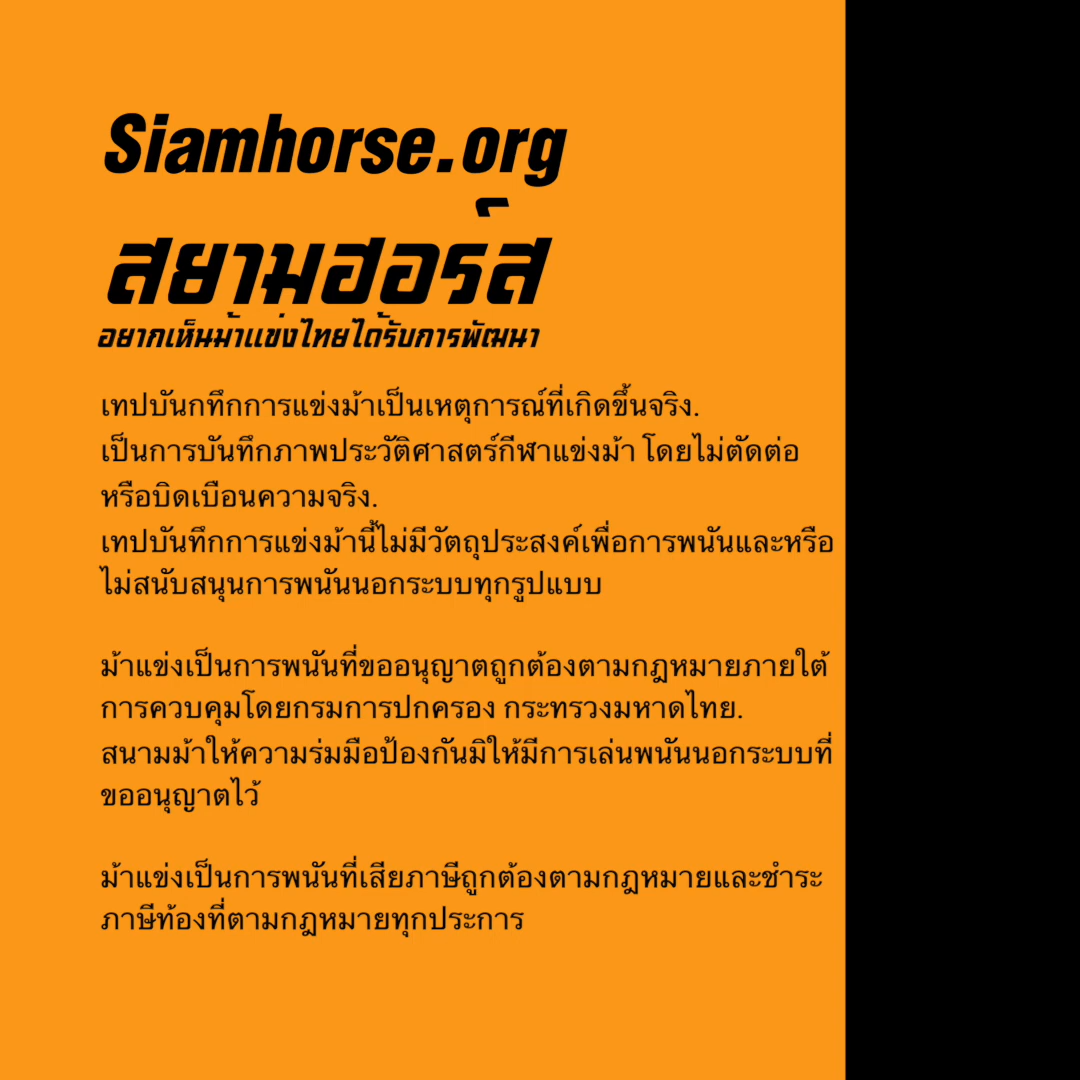 Siamhorse.org
สยามฮอร์ส
อยากเห็นม้าแข่งไทยได้รับการพัฒนา
เทปบันกทึกการแข่งม้าเป็นเหตุการณ์ที่เกิดขึ้นจริง.
เป็นการบันทึกภาพประวัติศาสตร์กีฬาแข่งม้า โดยไม่ตัดต่อ
หรือบิดเบือนความจริง.
เทปบันทึกการแข่งม้านี้ไม่มีวัตถุประสงค์เพื่อการพนันและหรือ
ไม่สนับสนุนการพนันนอกระบบทุกรูปแบบ
ม้าแข่งเป็นการพนันที่ขออนุญาตถูกต้องตามกฎหมายภายใต้
การควบคุมโดยกรมการปกครอง กระทรวงมหาดไทย.
สนามม้าให้ความร่มมือป้องกันมิให้มีการเล่นพนันนอกระบบที่
ขออนุญาตไว้
ม้าแข่งเป็นการพนันที่เสียภาษีถูกต้องตามกฎหมายและชำระ
ภาษีท้องที่ตามกฎหมายทุกประการ